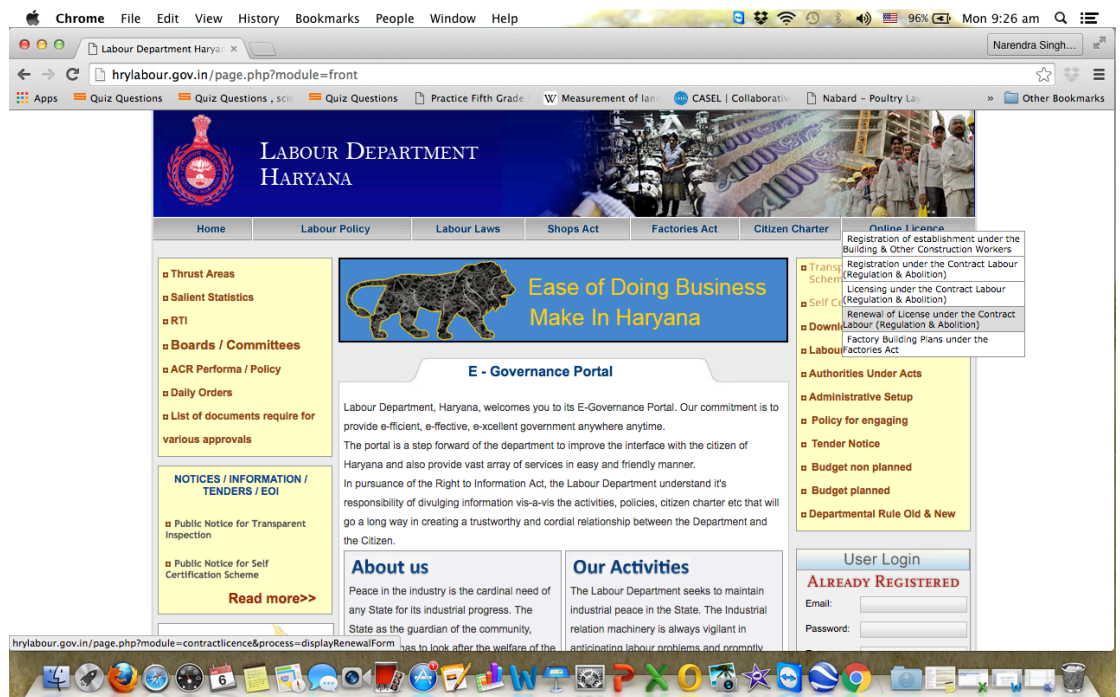 Chrome File Edit View History Bookmarks People Window Help
96% Mon 9:26 am
Labour Department Haryan
Narendra Singh...
hrylabour.gov.in/page.php?module=front
Apps Quiz Questions Quiz Questions , sci Quiz Questions Practice Fifth Grade Measurement of lan CASEL | Collaborativ Nabard – Poultry Lay » Other Bookmarks
LABOUR DEPARTMENT
HARYANA
Home Labour Policy Labour Laws Shops Act Factories Act Citizen Charter Online Licence
Registration of establishment under the
Building & Other Construction Workers
Registration under the Contract Labour
(Regulation & Abolition)
Licensing under the Contract Labour
(Regulation & Abolition)
Renewal of License under the Contract
Labour (Regulation & Abolition)
Factory Building Plans under the
Factories Act
Thrust Areas
Salient Statistics
RTI
Boards / Committees
ACR Performa / Policy
Daily Orders
List of documents require for
various approvals
NOTICES / INFORMATION /
TENDERS / EOI
Public Notice for Transparent
Inspection
Public Notice for Self
Certification Scheme
Read more>>
Ease of Doing Business
Make In Haryana
E - Governance Portal
Labour Department, Haryana, welcomes you to its E-Governance Portal. Our commitment is to
provide e-fficient, e-ffective, e-xcellent government anywhere anytime.
The portal is a step forward of the department to improve the interface with the citizen of
Haryana and also provide vast array of services in easy and friendly manner.
In pursuance of the Right to Information Act, the Labour Department understand it's
responsibility of divulging information vis-a-vis the activities, policies, citizen charter etc that will
go a long way in creating a trustworthy and cordial relationship between the Department and
the Citizen.
About us
Peace in the industry is the cardinal need of
any State for its industrial progress. The
State as the guardian of the community,
has to look after the welfare of the
Our Activities
The Labour Department seeks to maintain
industrial peace in the State. The Industrial
relation machinery is always vigilant in
anticipating labour problems and promptly
Transp
Schem
Self Ce
Downl
Labou
Authorities Under Acts
Administrative Setup
Policy for engaging
Tender Notice
Budget non planned
Budget planned
Departmental Rule Old & New
User Login
ALREADY REGISTERED
Email:
Password:
hrylabour.gov.in/page.php?module=contractlicence&process=displayRenewalForm